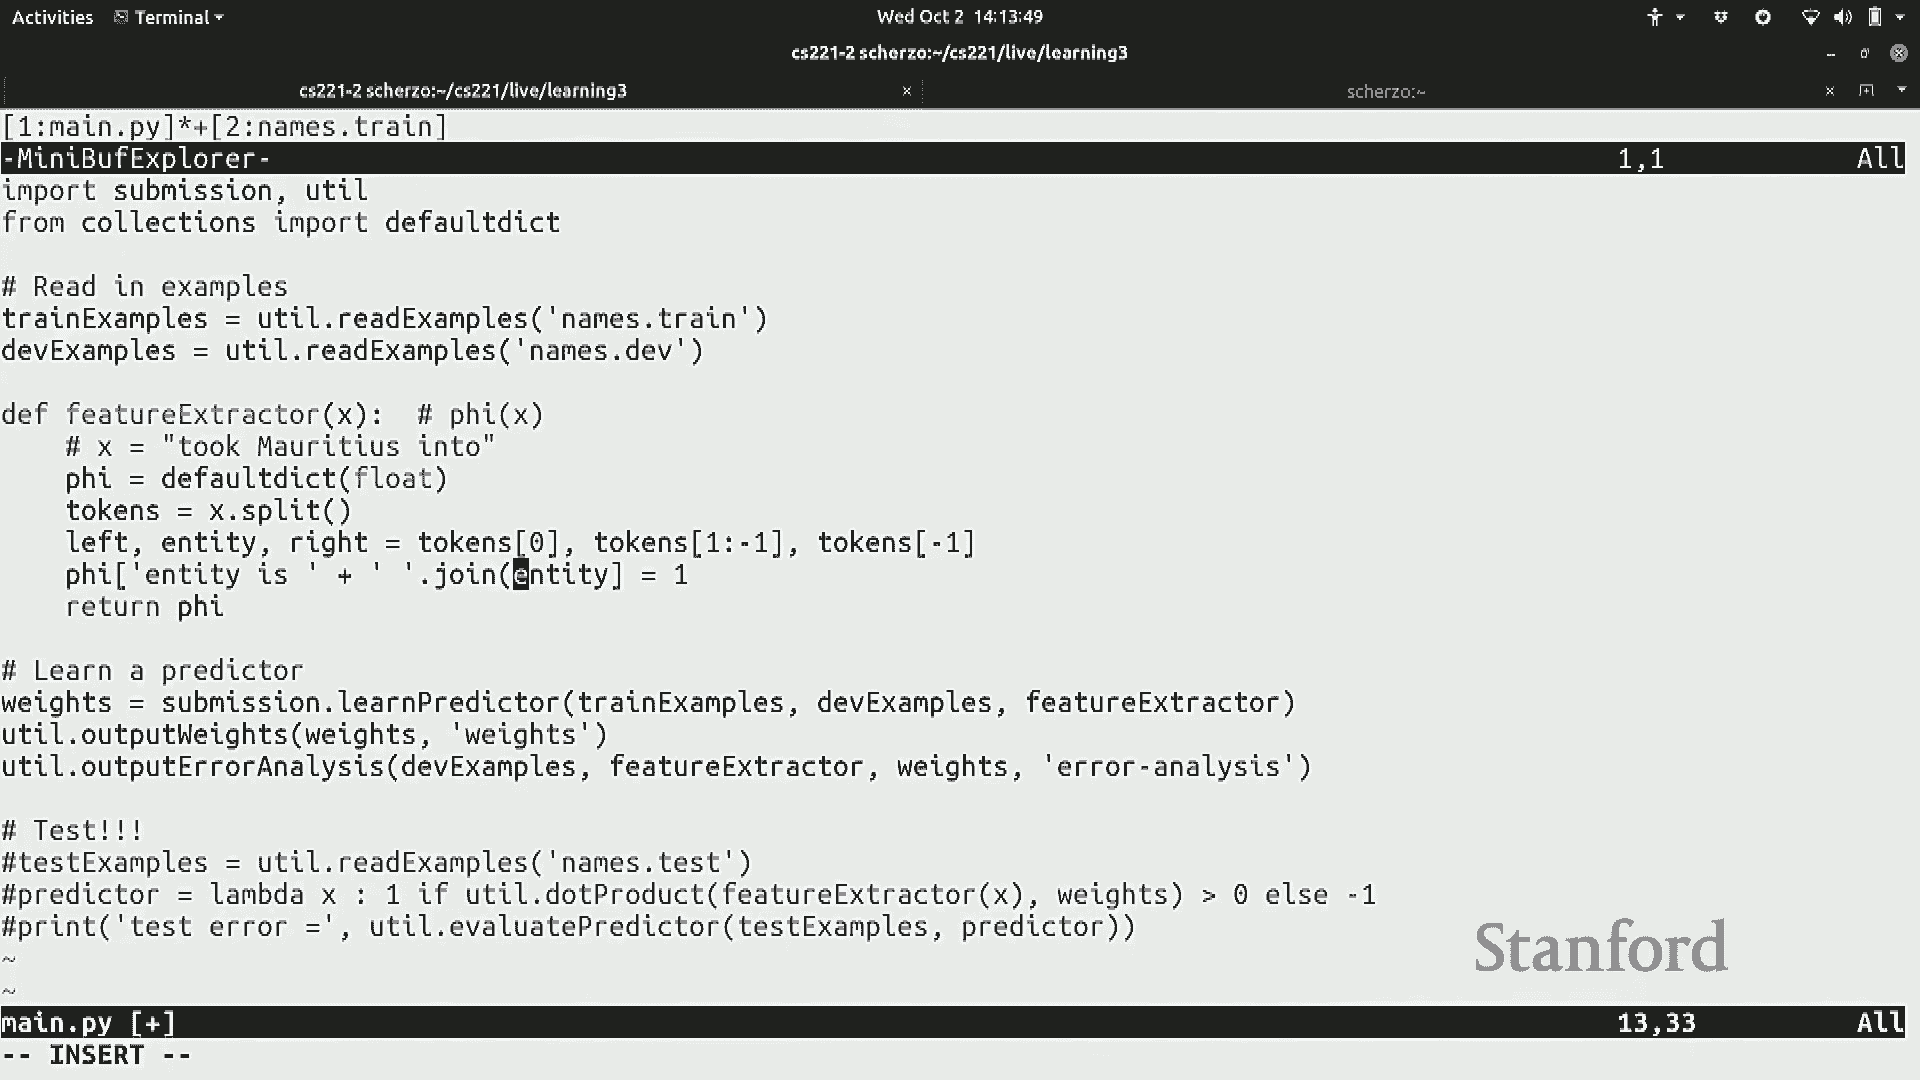 Activities Terminal Wed Oct 2 14:13:49
cs221-2 scherzo:~/cs221/live/learning3
cs221-2 scherzo:~/cs221/live/learning3 × scherzo:~ ×
[1:main.py]*+[2:names.train]
-MiniBufExplorer- 1,1 All
import submission, util
from collections import defaultdict
# Read in examples
trainExamples = util.readExamples('names.train')
devExamples = util.readExamples('names.dev')
def featureExtractor(x):  # phi(x)
    # x = "took Mauritius into"
    phi = defaultdict(float)
    tokens = x.split()
    left, entity, right = tokens[0], tokens[1:-1], tokens[-1]
    phi['entity is ' + ' '.join(entity] = 1
    return phi
# Learn a predictor
weights = submission.learnPredictor(trainExamples, devExamples, featureExtractor)
util.outputWeights(weights, 'weights')
util.outputErrorAnalysis(devExamples, featureExtractor, weights, 'error-analysis')
# Test!!!
#testExamples = util.readExamples('names.test')
#predictor = lambda x : 1 if util.dotProduct(featureExtractor(x), weights) > 0 else -1
#print('test error =', util.evaluatePredictor(testExamples, predictor))
~
~
Stanford
main.py [+] 13,33 All
-- INSERT --